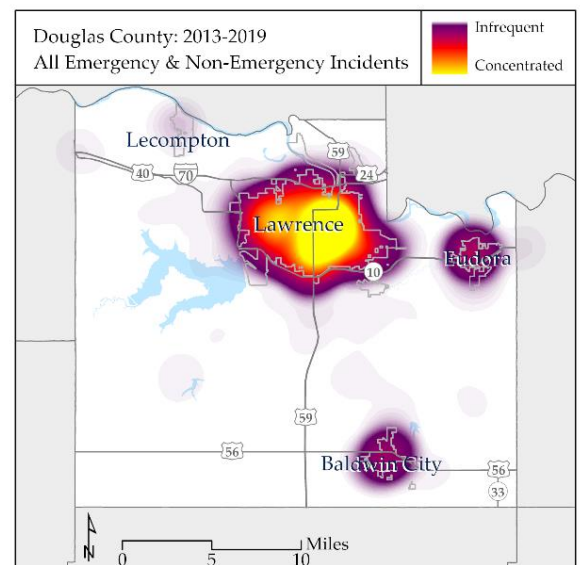 Douglas County: 2013-2019
All Emergency & Non-Emergency Incidents
Infrequent
Concentrated
Lecompton
59
40
70
24
Lawrence
Eudora
10
59
56
Baldwin City
56
33
N
Miles
0 5 10